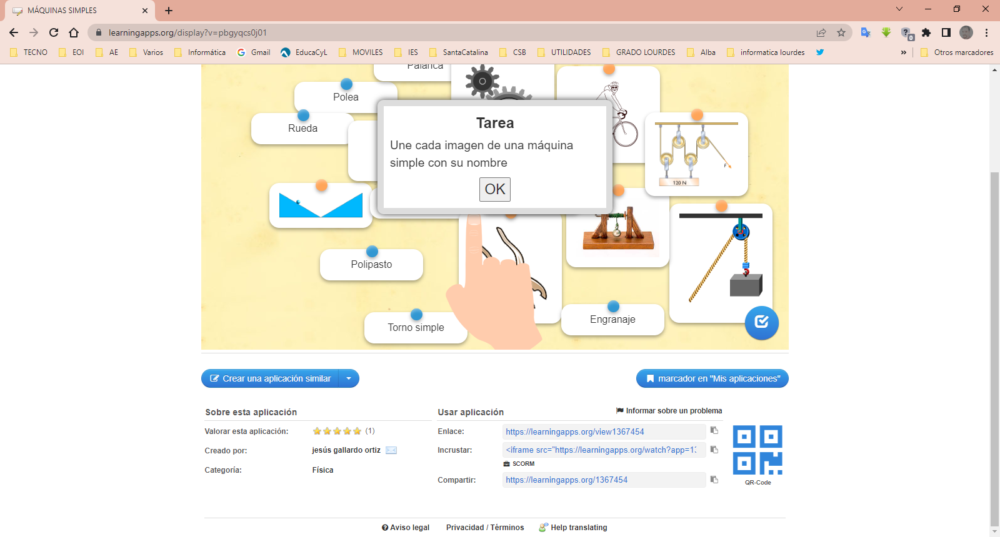 MÁQUINAS SIMPLES
learningapps.org/display?v=pbgyqcs0j01
TECNO EOI AE Varios Informática Gmail EducaCyL MOVILES IES SantaCatalina CSB UTILIDADES GRADO LOURDES Alba informatica lourdes » Otros marcadores
Palanca
Polea
Rueda
Tarea
Une cada imagen de una máquina
simple con su nombre
OK
F
120 N
Polipasto
Torno simple
Engranaje
Crear una aplicación similar
marcador en "Mis aplicaciones"
Sobre esta aplicación
Valorar esta aplicación: (1)
Creado por: jesús gallardo ortiz
Categoría: Física
Usar aplicación
Informar sobre un problema
Enlace: https://learningapps.org/view1367454
Incrustar: <iframe src="https://learningapps.org/watch?app=13
SCORM
Compartir: https://learningapps.org/1367454
QR-Code
Aviso legal Privacidad / Términos Help translating